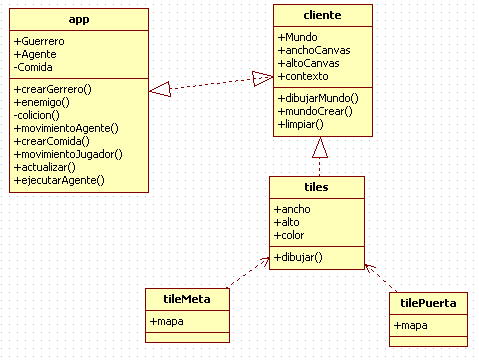 app
+Guerrero
+Agente
-Comida
+crearGerrero()
+enemigo()
-colicion()
+movimientoAgente()
+crearComida()
+movimientoJugador()
+actualizar()
+ejecutarAgente()
cliente
+Mundo
+anchoCanvas
+altoCanvas
+contexto
+dibujarMundo()
+mundoCrear()
+limpiar()
tiles
+ancho
+alto
+color
+dibujar()
tileMeta
+mapa
tilePuerta
+mapa